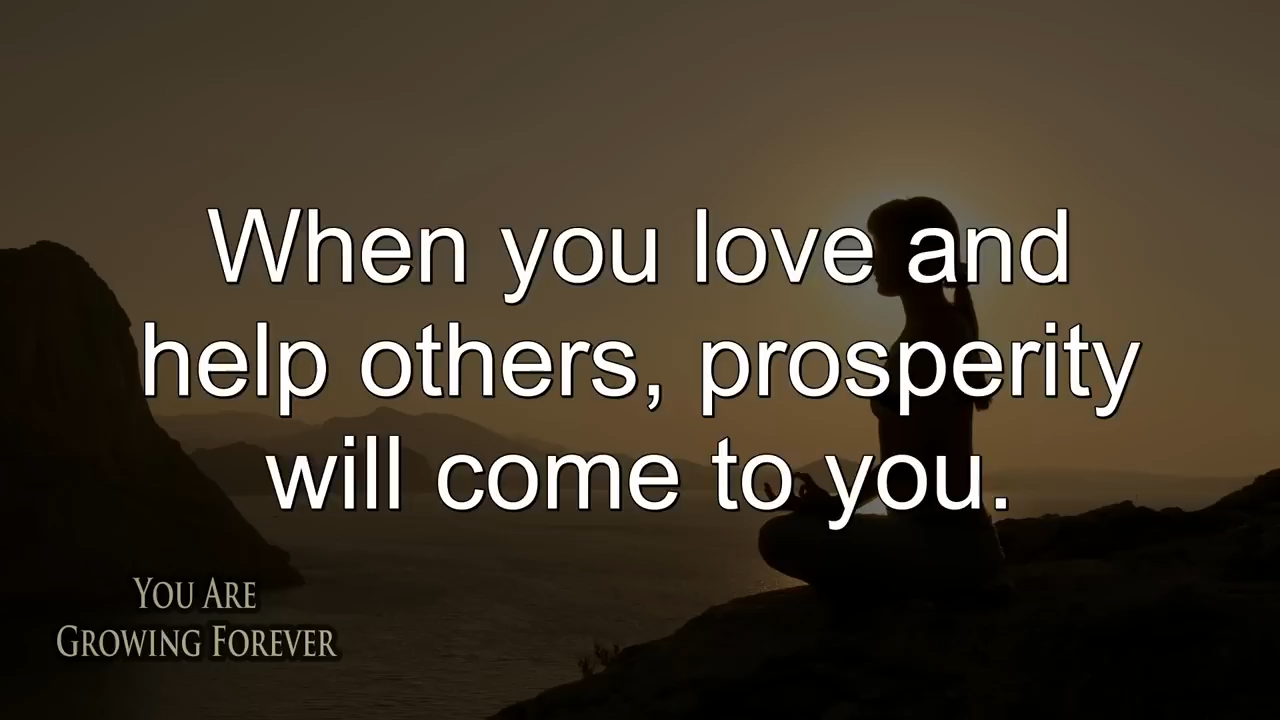 When you love and
help others, prosperity
will come to you.
You Are
Growing Forever